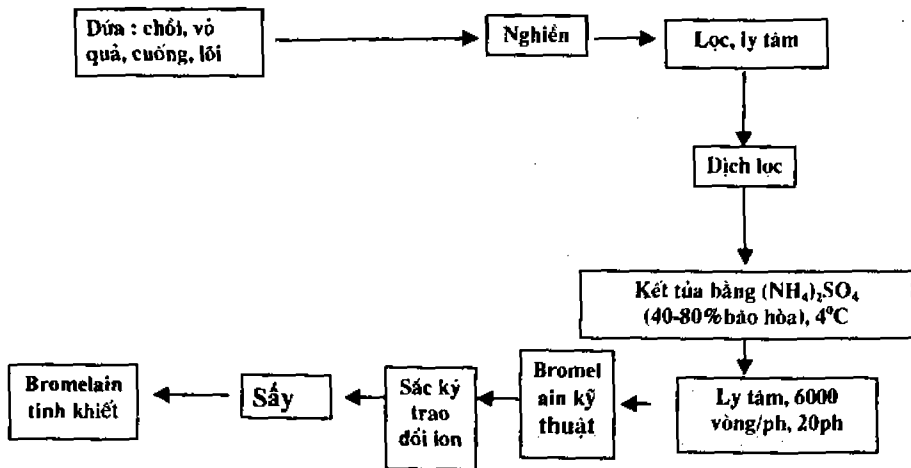 Dứa : chồi, vỏ
quả, cuống, lõi
Nghiền
Lọc, ly tâm
Dịch lọc
Kết tủa bằng (NH₄)₂SO₄
(40-80%bão hòa), 4⁰C
Ly tâm, 6000
vòng/ph, 20ph
Bromel
ain kỹ
thuật
Sắc ký
trao
đổi ion
Sấy
Bromelain
tinh khiết